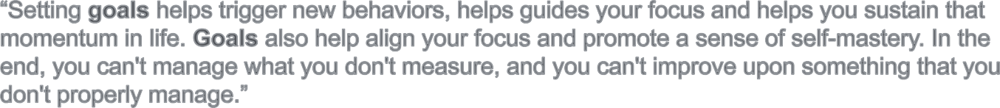 “Setting goals helps trigger new behaviors, helps guides your focus and helps you sustain that
momentum in life. Goals also help align your focus and promote a sense of self-mastery. In the
end, you can't manage what you don't measure, and you can't improve upon something that you
don't properly manage.”